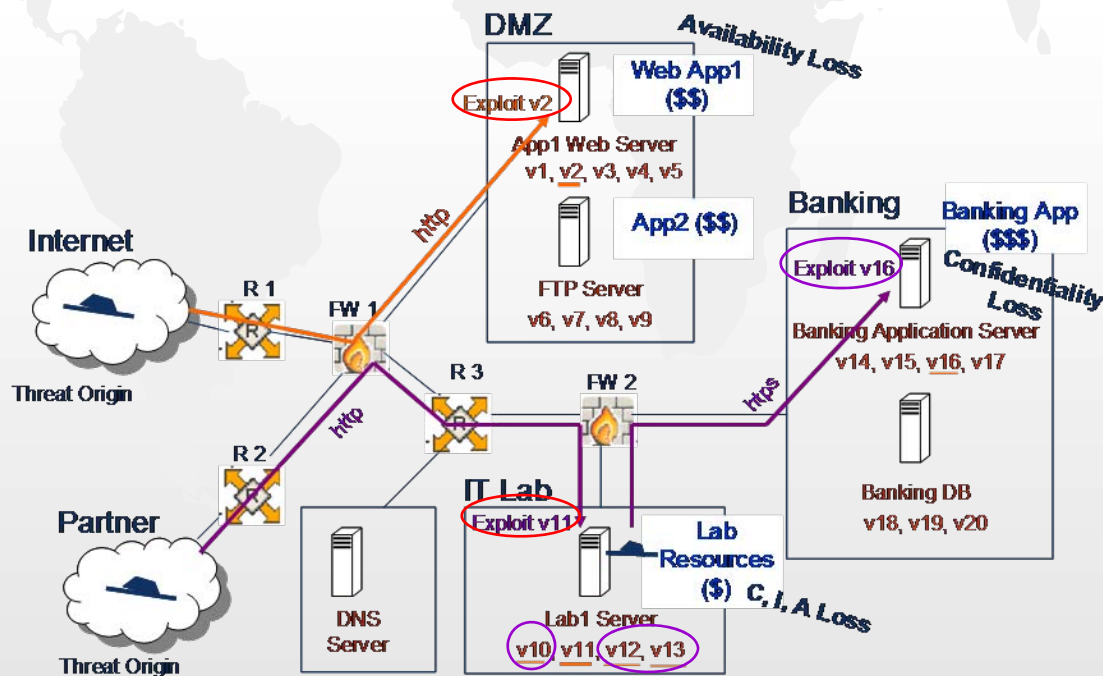 DMZ
Availability Loss
Web App1
($$)
Exploit v2
App1 Web Server
v1, v2, v3, v4, v5
http
App2 ($$)
FTP Server
v6, v7, v8, v9
Banking
Banking App
($$$)
Exploit v16
Confidentiality
Loss
Banking Application Server
v14, v15, v16, v17
Internet
R 1
R
FW 1
Threat Origin
R 3
R
FW 2
https
http
R 2
R
Banking DB
v18, v19, v20
Partner
IT Lab
Exploit v11
Lab
Resources
($)
C, I, A Loss
DNS
Server
Lab1 Server
v10, v11, v12, v13
Threat Origin